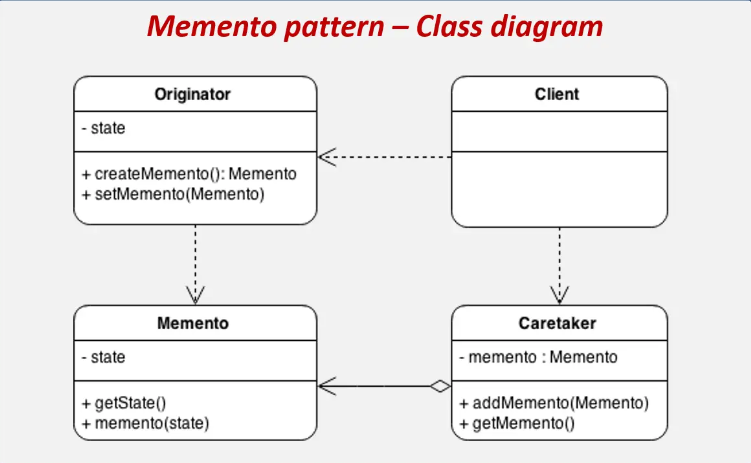 Memento pattern – Class diagram
Originator
- state
+ createMemento(): Memento
+ setMemento(Memento)
Client
Memento
- state
+ getState()
+ memento(state)
Caretaker
- memento : Memento
+ addMemento(Memento)
+ getMemento()